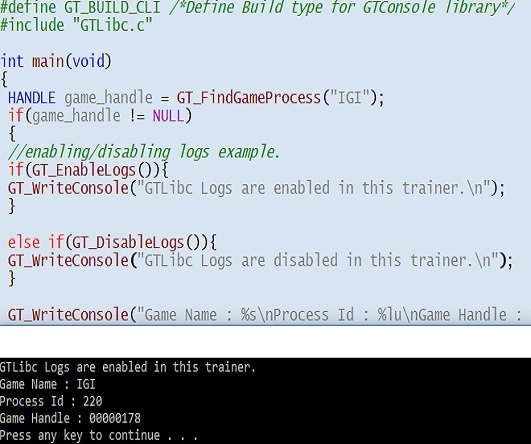 #define GT_BUILD_CLI /*Define Build type for GTConsole library*/
#include "GTLibc.c"
int main(void)
{
HANDLE game_handle = GT_FindGameProcess("IGI");
if(game_handle != NULL)
{
//enabling/disabling logs example.
if(GT_EnableLogs()){
GT_WriteConsole("GTLibc Logs are enabled in this trainer.\n");
}
else if(GT_DisableLogs()){
GT_WriteConsole("GTLibc Logs are disabled in this trainer.\n");
}
GT_WriteConsole("Game Name : %s\nProcess Id : %lu\nGame Handle :
GTLibc Logs are enabled in this trainer.
Game Name : IGI
Process Id : 220
Game Handle : 00000178
Press any key to continue . . .